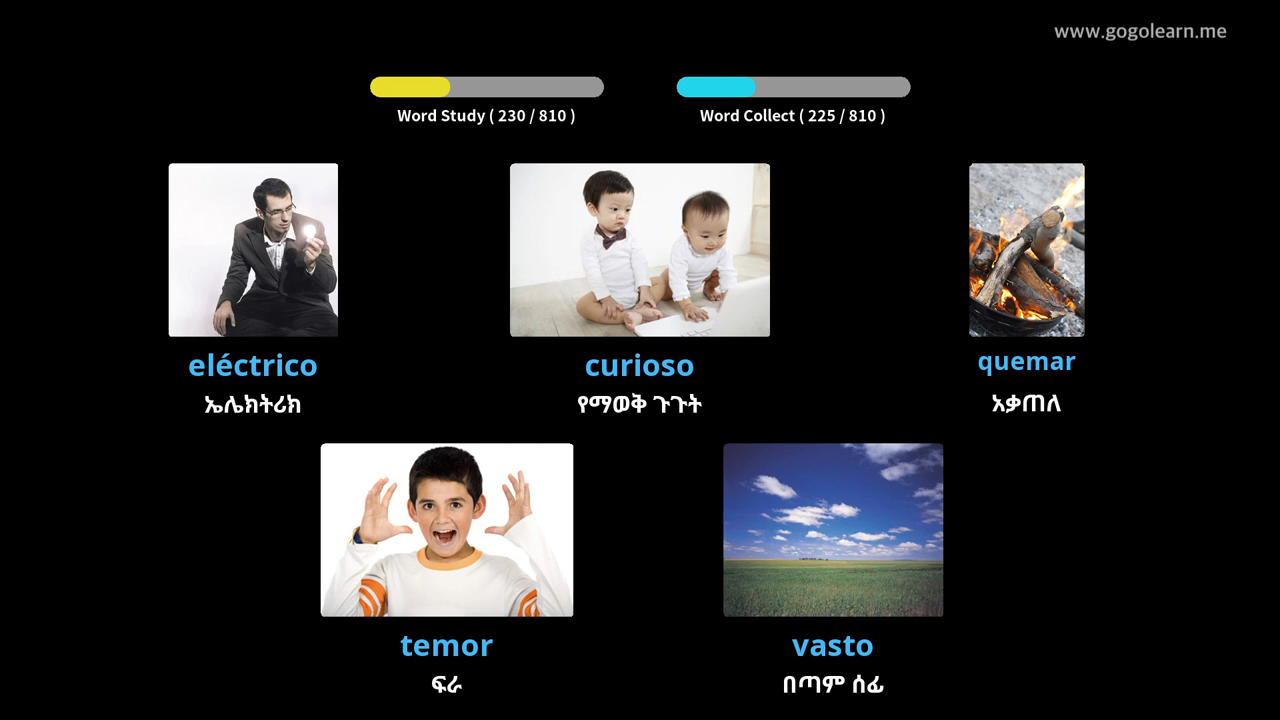 www.gogolearn.me
Word Study ( 230 / 810 )
Word Collect ( 225 / 810 )
eléctrico
ኤሌክትሪክ
curioso
የማወቅ ጉጉት
quemar
አቃጠለ
temor
ፍራ
vasto
በጣም ሰፊ